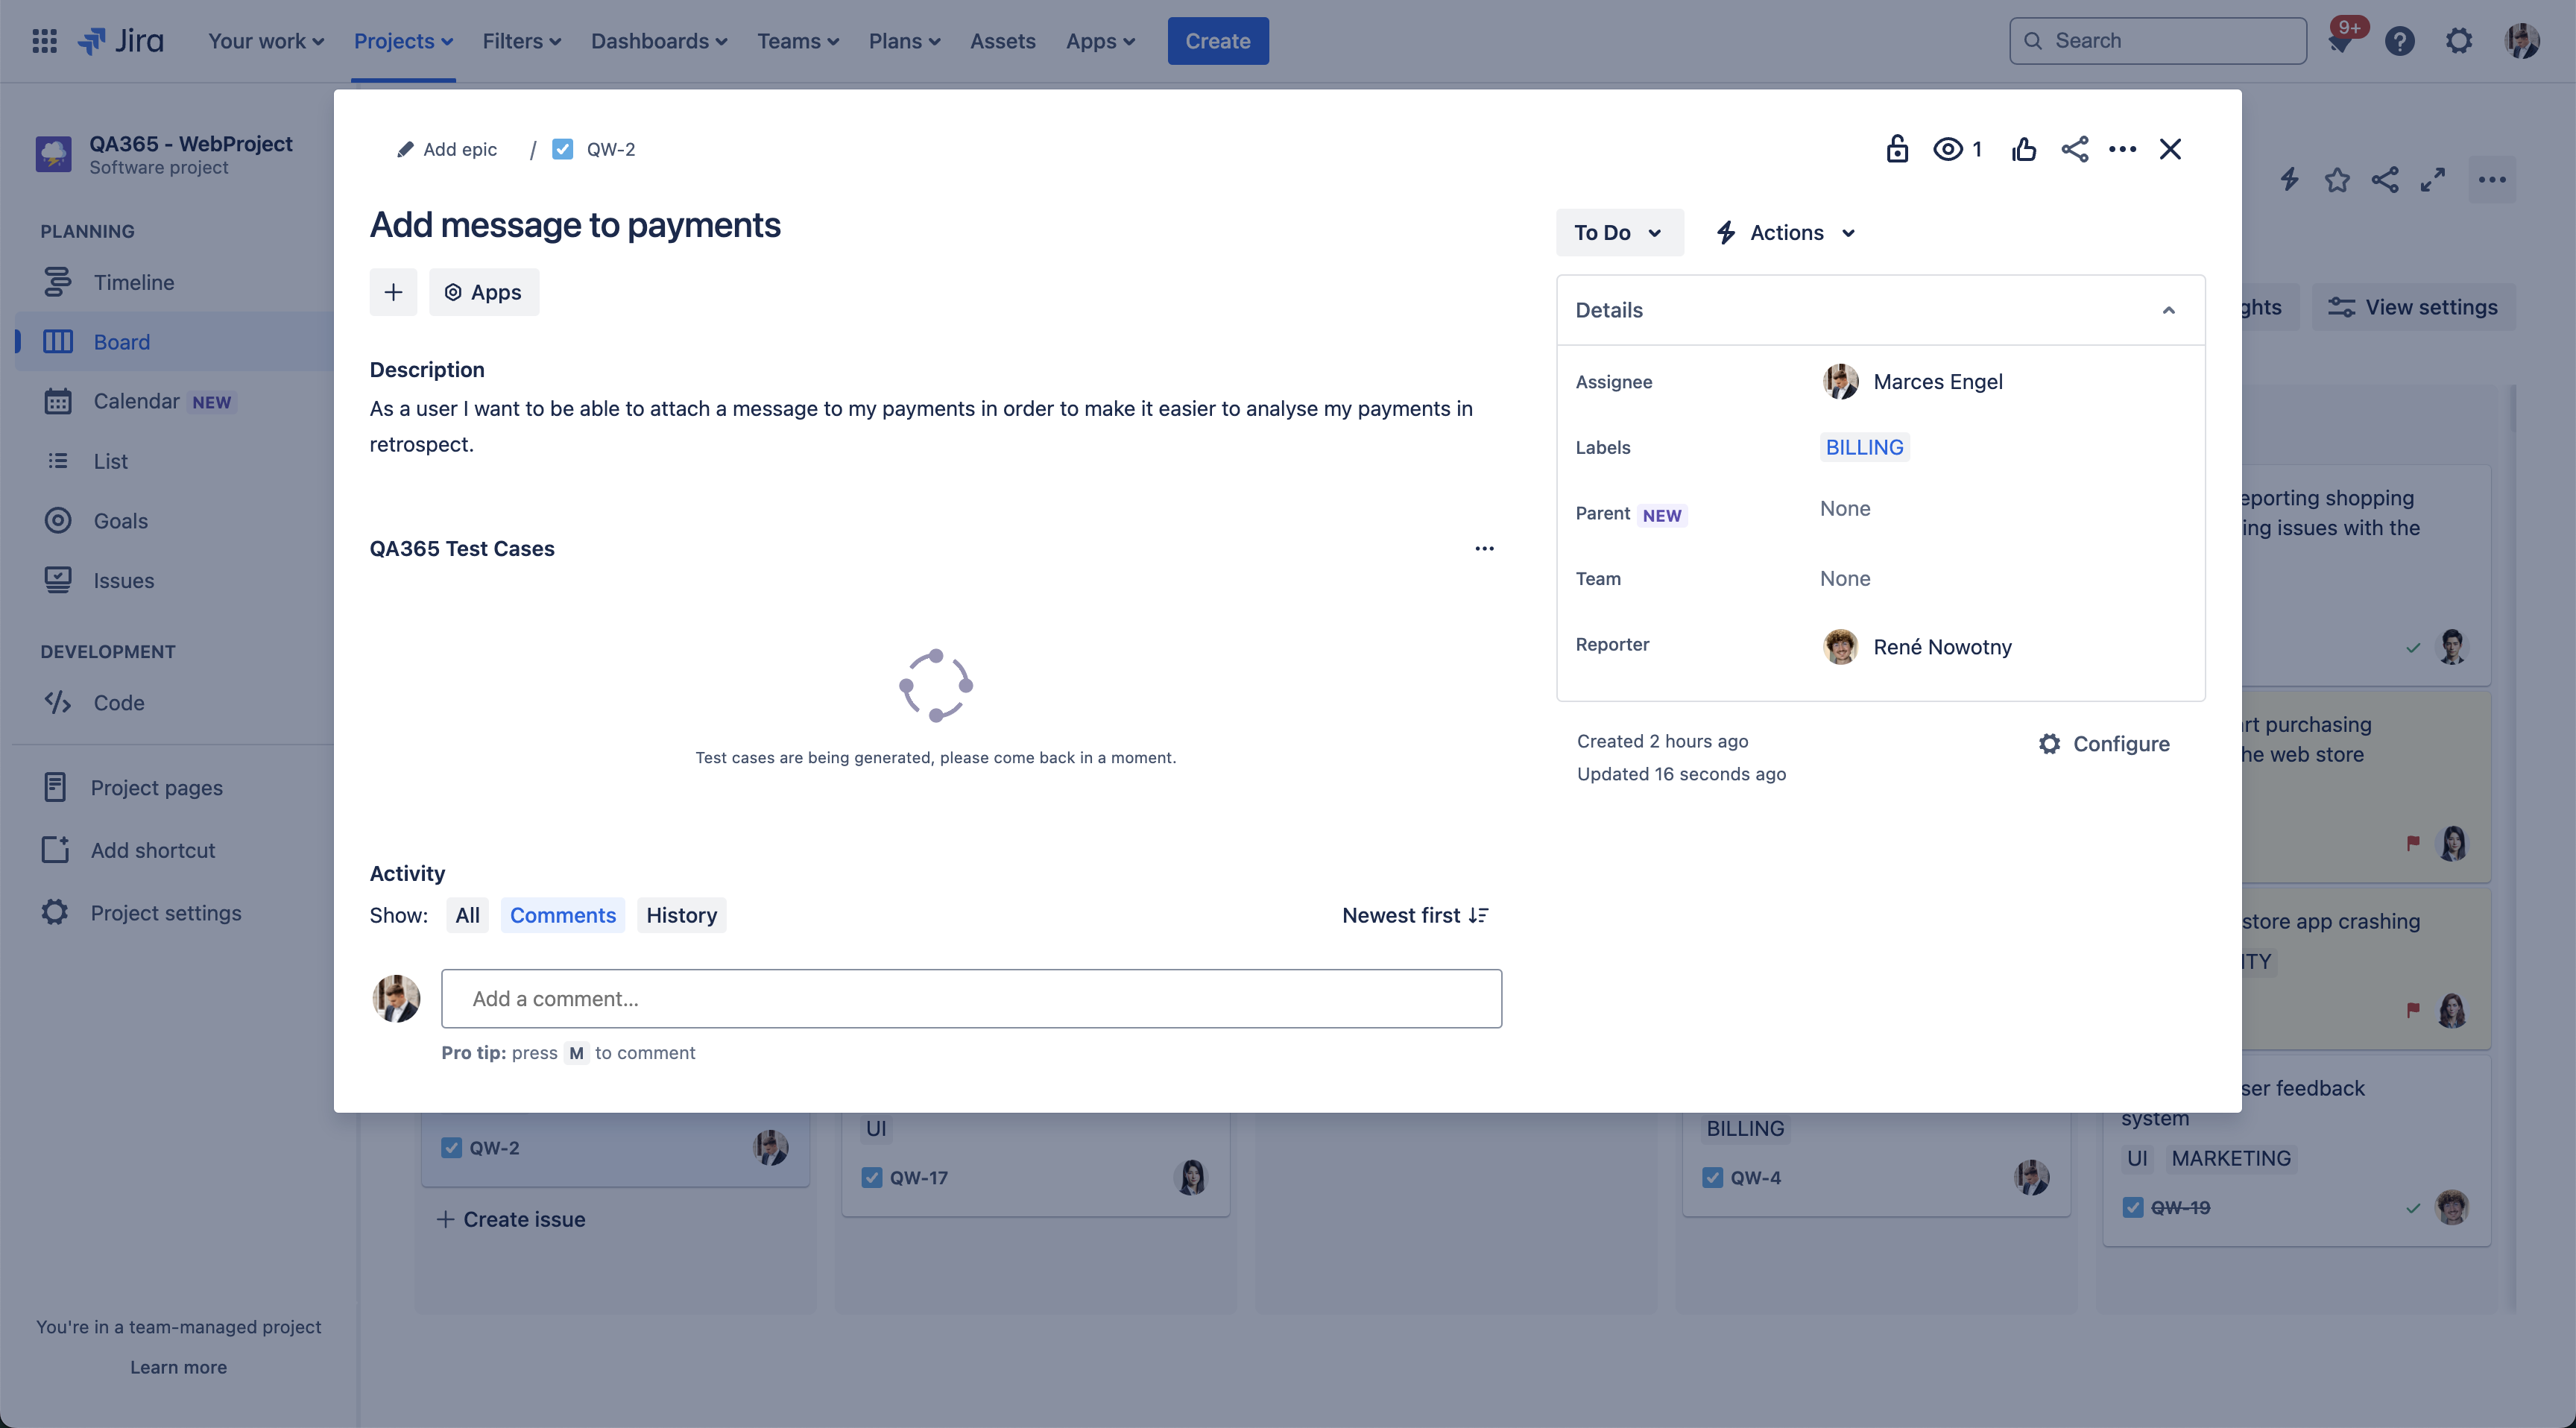 Jira
Your work
Projects
Filters
Dashboards
Teams
Plans
Assets
Apps
Create
Search
9+
QA365 - WebProject
Software project
PLANNING
Timeline
Board
Calendar NEW
List
Goals
Issues
DEVELOPMENT
Code
Project pages
Add shortcut
Project settings
You're in a team-managed project
Learn more
Add epic / QW-2
1
Add message to payments
Apps
Description
As a user I want to be able to attach a message to my payments in order to make it easier to analyse my payments in
retrospect.
QA365 Test Cases
Test cases are being generated, please come back in a moment.
Activity
Show: All Comments History
Newest first
Add a comment...
Pro tip: press M to comment
To Do
Actions
Details
Assignee Marces Engel
Labels BILLING
Parent NEW None
Team None
Reporter René Nowotny
Created 2 hours ago
Updated 16 seconds ago
Configure
View settings
shopping
issues with the
purchasing
web store
store app crashing
feedback
system
UI MARKETING
QW-19
QW-2
Create issue
UI
QW-17
BILLING
QW-4